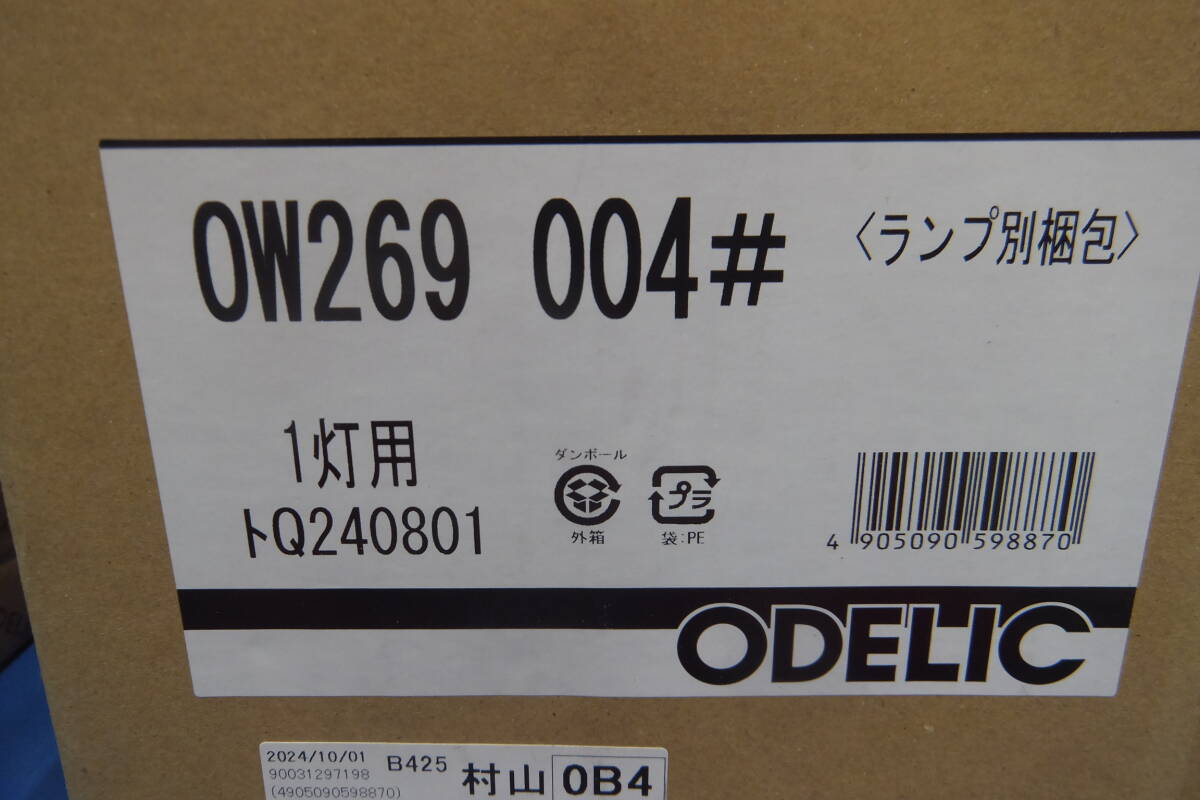 OW269 004# 〈ランプ別梱包〉
1灯用
トQ240801
ダンボール
外箱
プラ
袋:PE
4 905090 598870
ODELIC
2024/10/01 B425 村山 0B4
90031297198
(4905090598870)